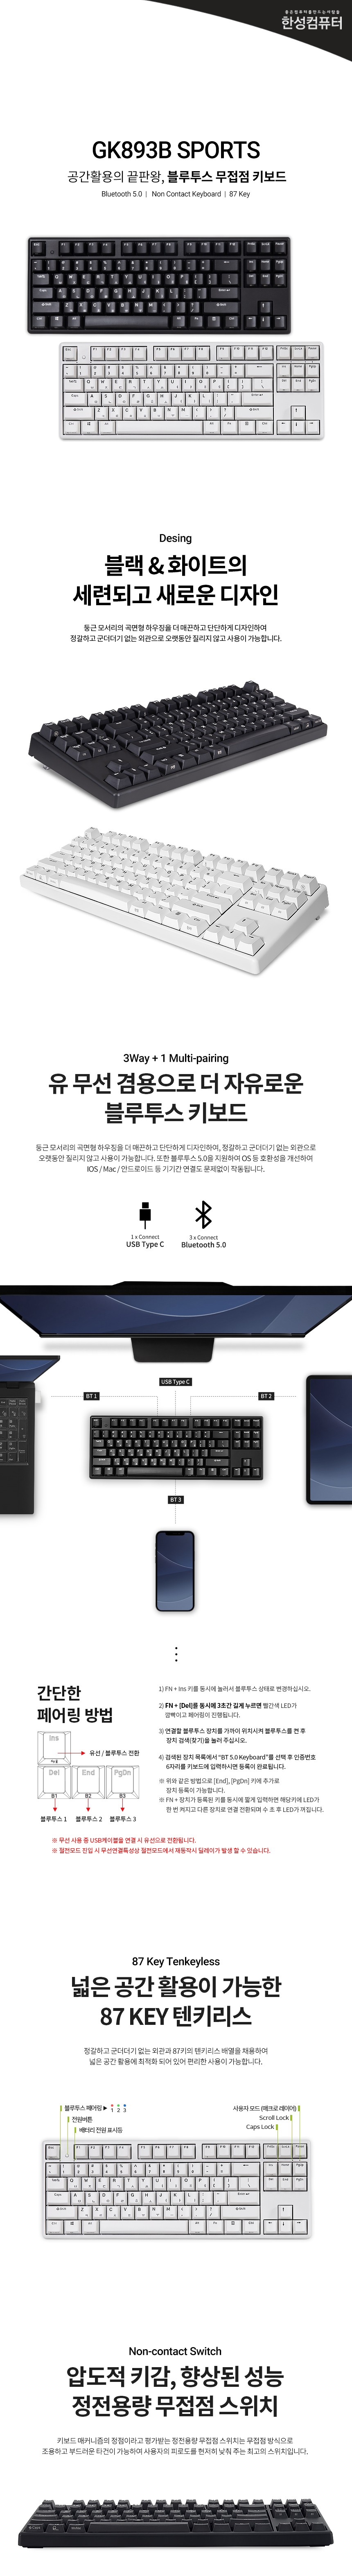 좋은컴퓨터를만드는사람들
한성컴퓨터
GK893B SPORTS
공간활용의 끝판왕, 블루투스 무접점 키보드
Bluetooth 5.0 | Non Contact Keyboard | 87 Key
Desing
블랙 & 화이트의
세련되고 새로운 디자인
둥근 모서리의 곡면형 하우징을 더 매끈하고 단단하게 디자인하여
정갈하고 군더더기 없는 외관으로 오랫동안 질리지 않고 사용이 가능합니다.
3Way + 1 Multi-pairing
유 무선 겸용으로 더 자유로운
블루투스 키보드
둥근 모서리의 곡면형 하우징을 더 매끈하고 단단하게 디자인하여, 정갈하고 군더더기 없는 외관으로
오랫동안 질리지 않고 사용이 가능합니다. 또한 블루투스 5.0을 지원하여 OS 등 호환성을 개선하여
IOS / Mac / 안드로이드 등 기기간 연결도 문제없이 작동됩니다.
1 x Connect
USB Type C
3 x Connect
Bluetooth 5.0
USB Type C
BT 1
BT 2
BT 3
간단한
페어링 방법
Ins
유선 / 블루투스 전환
Del
End
PgDn
B1
B2
B3
블루투스 1
블루투스 2
블루투스 3
1) FN + Ins 키를 동시에 눌러서 블루투스 상태로 변경하십시오.
2) FN + [Del]를 동시에 3초간 길게 누르면 빨간색 LED가
깜빡이고 페어링이 진행됩니다.
3) 연결할 블루투스 장치를 가까이 위치시켜 블루투스를 켠 후
장치 검색(찾기)을 눌러 주십시오.
4) 검색된 장치 목록에서 "BT 5.0 Keyboard"를 선택 후 인증번호
6자리를 키보드에 입력하시면 등록이 완료됩니다.
※ 위와 같은 방법으로 [End], [PgDn] 키에 추가로
장치 등록이 가능합니다.
※ FN + 장치가 등록된 키를 동시에 짧게 입력하면 해당키에 LED가
한 번 켜지고 다른 장치로 연결 전환되며 수 초 후 LED가 꺼집니다.
※ 무선 사용 중 USB케이블을 연결 시 유선으로 전환됩니다.
※ 절전모드 진입 시 무선연결특성상 절전모드에서 재동작시 딜레이가 발생 할 수 있습니다.
87 Key Tenkeyless
넓은 공간 활용이 가능한
87 KEY 텐키리스
정갈하고 군더더기 없는 외관과 87키의 텐키리스 배열을 채용하여
넓은 공간 활용에 최적화 되어 있어 편리한 사용이 가능합니다.
블루투스 페어링 ▶ 1 2 3
전원버튼
배터리 전원 표시등
사용자 모드 (매크로 레이어)
Scroll Lock
Caps Lock
Non-contact Switch
압도적 키감, 향상된 성능
정전용량 무접점 스위치
키보드 매커니즘의 정점이라고 평가받는 정전용량 무접점 스위치는 무접점 방식으로
조용하고 부드러운 타건이 가능하여 사용자의 피로도를 현저히 낮춰 주는 최고의 스위치입니다.